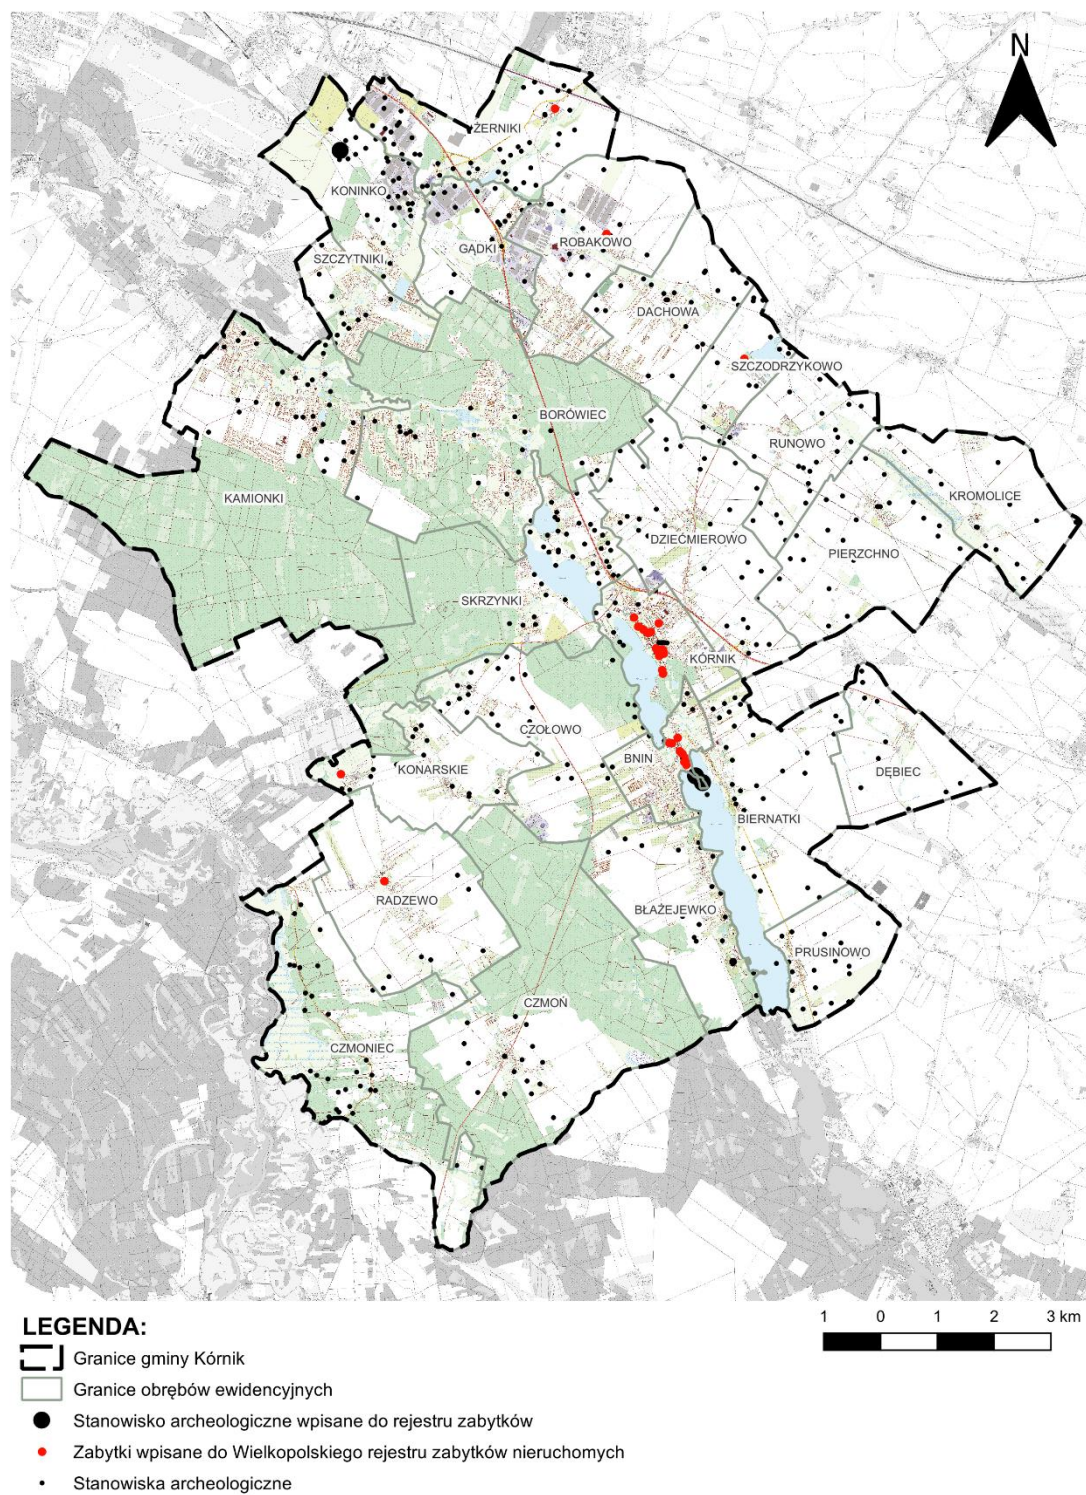 N
ŻERNIKI
KONINKO
ROBAKOWO
GĄDKI
SZCZYTNIKI
DACHOWA
SZCZODRZYKOWO
BORÓWIEC
RUNOWO
KAMIONKI
KROMOLICE
DZIEĆMIEROWO
PIERZCHNO
SKRZYNKI
KÓRNIK
CZOŁOWO
BNIN
KONARSKIE
DĘBIEC
BIERNATKI
RADZEWO
BŁAŻEJEWKO
PRUSINOWO
CZMOŃ
CZMONIEC
1 0 1 2 3 km
LEGENDA:
Granice gminy Kórnik
Granice obrębów ewidencyjnych
Stanowisko archeologiczne wpisane do rejestru zabytków
Zabytki wpisane do Wielkopolskiego rejestru zabytków nieruchomych
Stanowiska archeologiczne